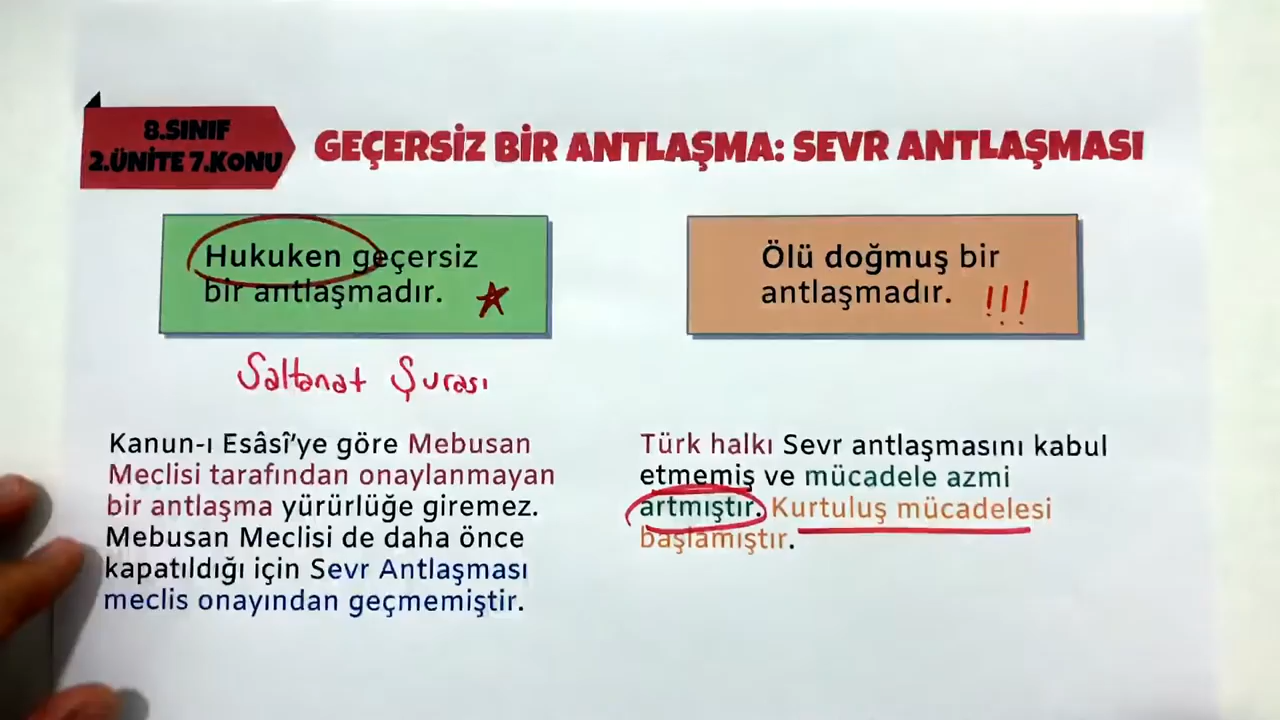 8.SINIF
2.ÜNİTE 7.KONU
GEÇERSİZ BİR ANTLAŞMA: SEVR ANTLAŞMASI
Hukuken geçersiz
bir antlaşmadır.
Saltanat Şurası
Kanun-ı Esâsî'ye göre Mebusan
Meclisi tarafından onaylanmayan
bir antlaşma yürürlüğe giremez.
Mebusan Meclisi de daha önce
kapatıldığı için Sevr Antlaşması
meclis onayından geçmemiştir.
Ölü doğmuş bir
antlaşmadır.
!!!
Türk halkı Sevr antlaşmasını kabul
etmemiş ve mücadele azmi
artmıştır. Kurtuluş mücadelesi
başlamıştır.